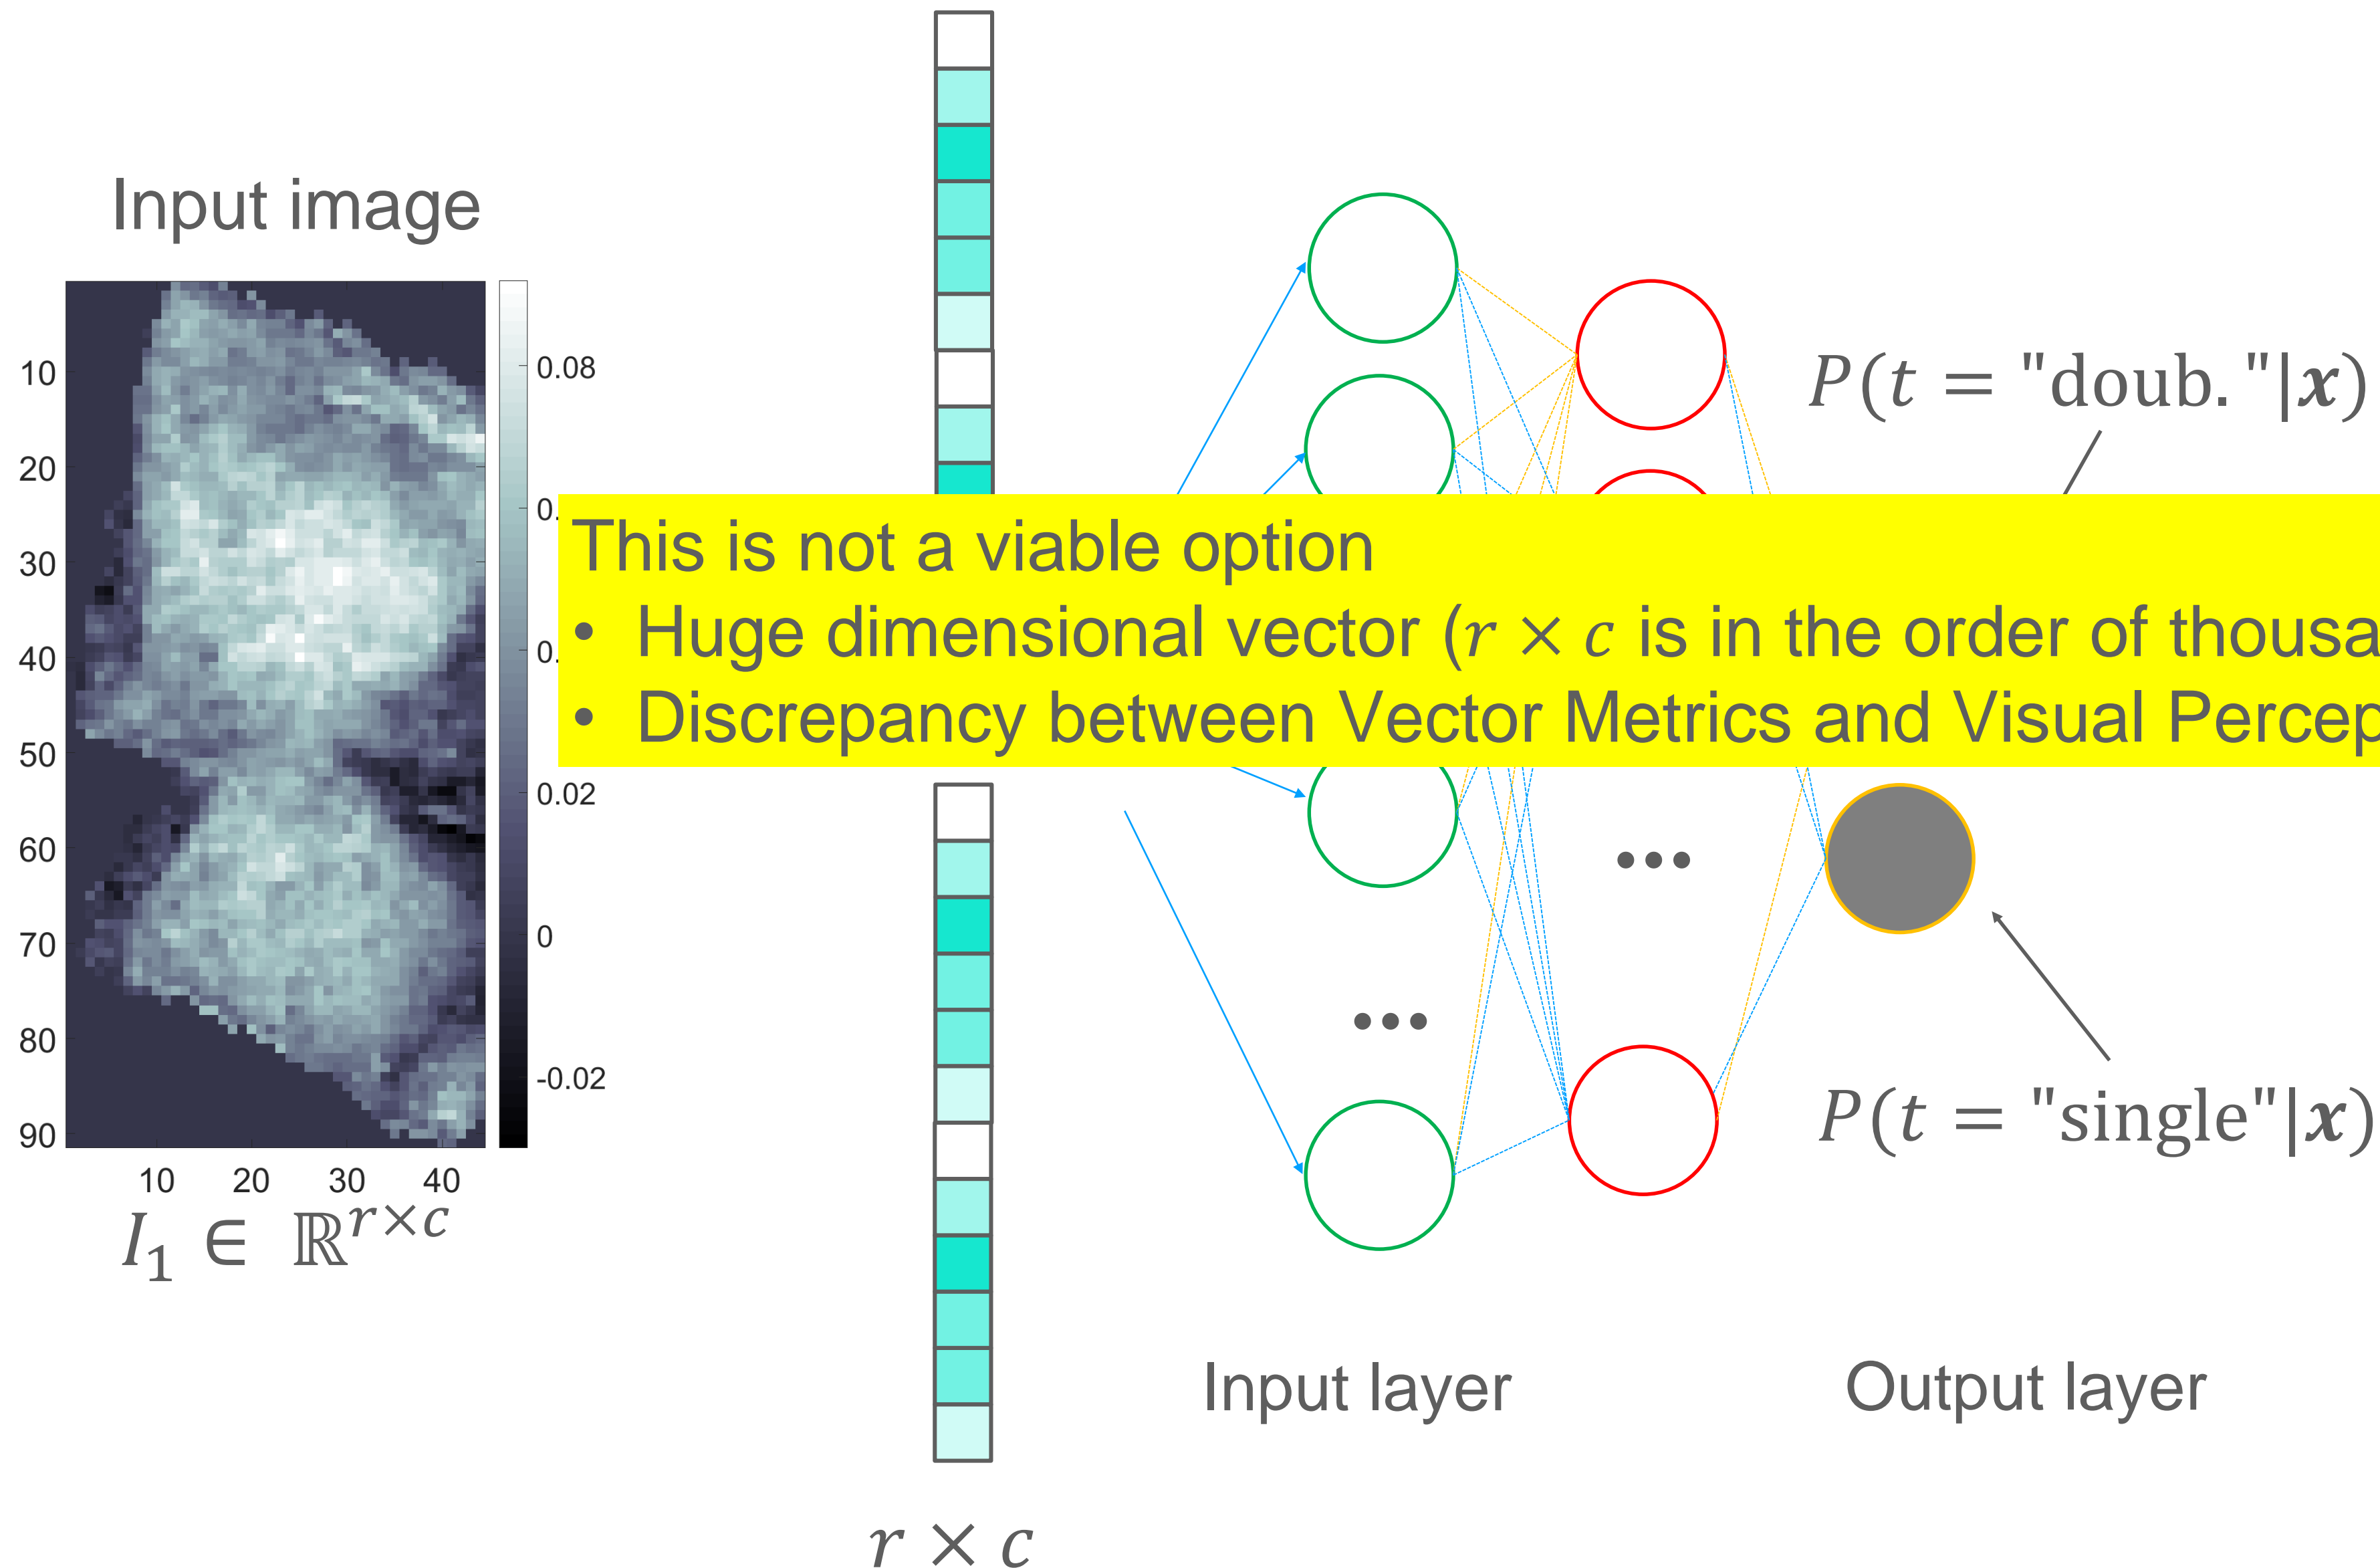 Input image
0.08
0.02
0
-0.02
10
20
30
40
50
60
70
80
90
10 20 30 40
I₁ ∈ ℝ^{r×c}
r × c
This is not a viable option
• Huge dimensional vector (r × c is in the order of
• Discrepancy between Vector Metrics and Visual
P(t = "doub. "|x)
P(t = "single"|x)
...
...
Input layer
Output layer